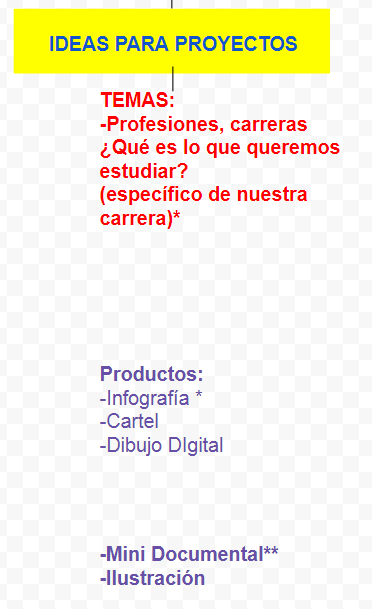 IDEAS PARA PROYECTOS
TEMAS:
-Profesiones, carreras
¿Qué es lo que queremos
estudiar?
(específico de nuestra
carrera)*
Productos:
-Infografía *
-Cartel
-Dibujo DIgital
-Mini Documental**
-Ilustración